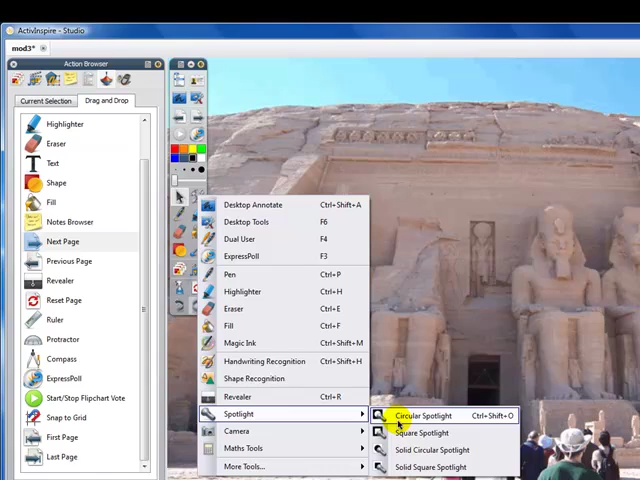 ActivInspire - Studio
mod3*
Action Browser
Current Selection
Drag and Drop
Highlighter
Eraser
Text
Shape
Fill
Notes Browser
Next Page
Previous Page
Revealer
Reset Page
Ruler
Protractor
Compass
ExpressPoll
Start/Stop Flipchart Vote
Snap to Grid
First Page
Last Page
Desktop Annotate Ctrl+Shift+A
Desktop Tools F6
Dual User F4
ExpressPoll F3
Pen Ctrl+P
Highlighter Ctrl+H
Eraser Ctrl+E
Fill Ctrl+F
Magic Ink Ctrl+Shift+M
Handwriting Recognition Ctrl+Shift+H
Shape Recognition
Revealer Ctrl+R
Spotlight
Camera
Maths Tools
More Tools...
Circular Spotlight Ctrl+Shift+O
Square Spotlight
Solid Circular Spotlight
Solid Square Spotlight